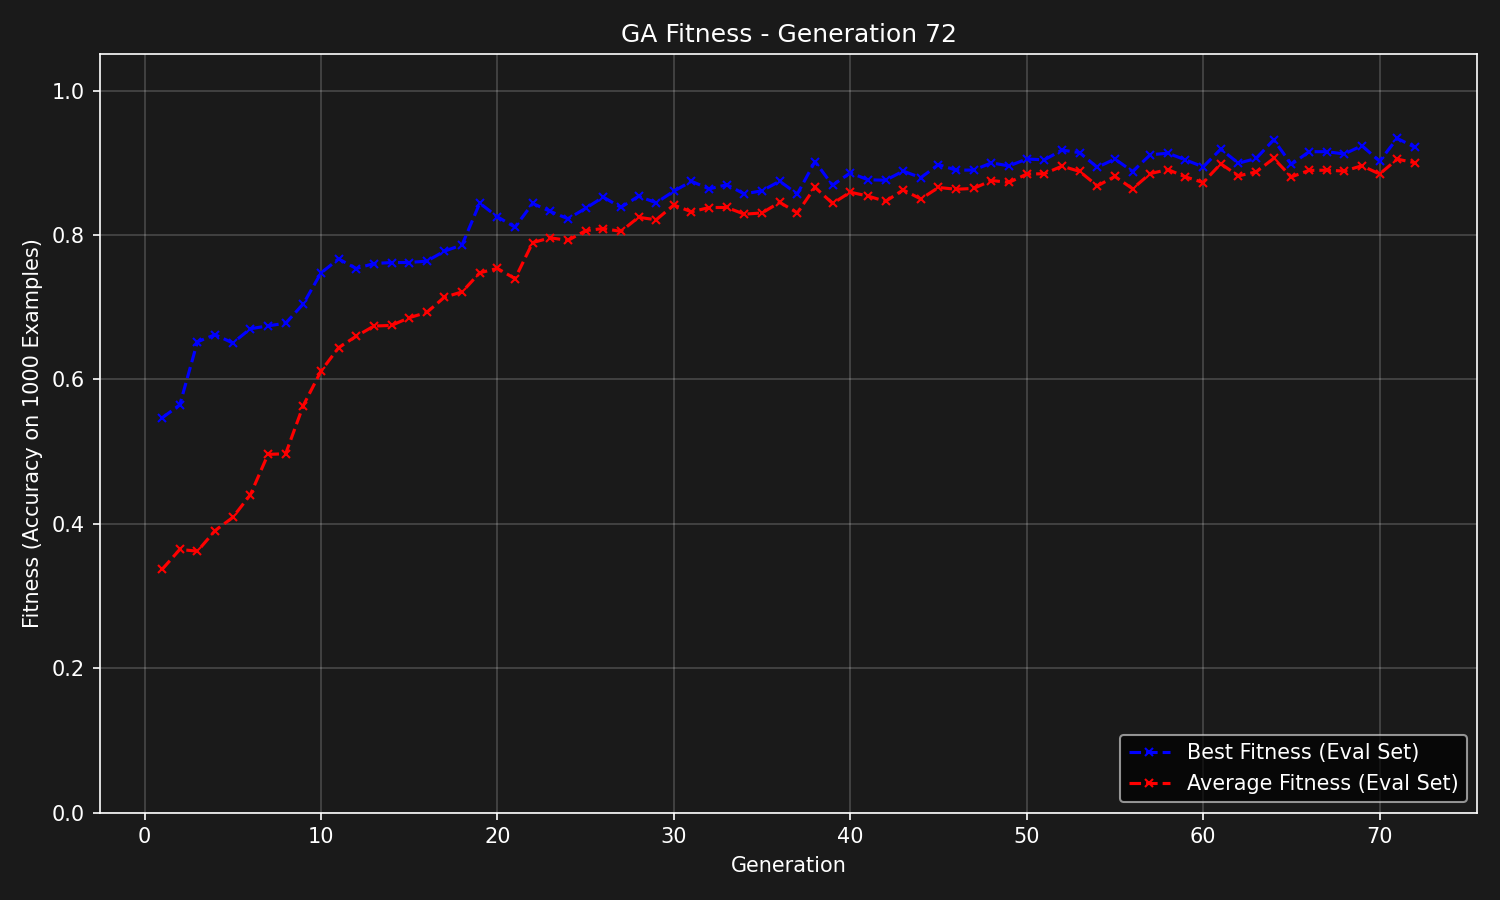 GA Fitness - Generation 72
Fitness (Accuracy on 1000 Examples)
1.0
0.8
0.6
0.4
0.2
0.0
0 10 20 30 40 50 60 70
Generation
Best Fitness (Eval Set)
Average Fitness (Eval Set)